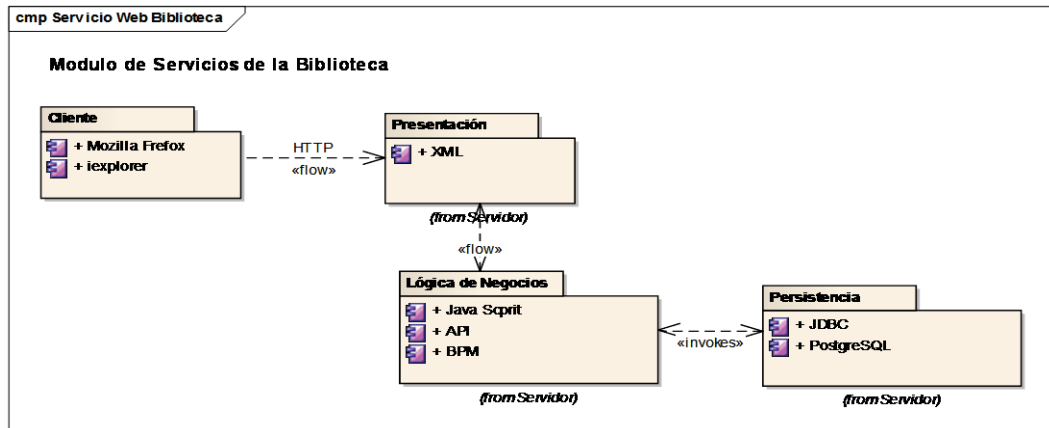 cmp Servicio Web Biblioteca
Modulo de Servicios de la Biblioteca
Cliente
+ Mozilla Frefox
+ iexplorer
HTTP
«flow»
Presentación
+ XML
(from Servidor)
«flow»
Lógica de Negocios
+ Java Scprit
+ API
+ BPM
(from Servidor)
«invokes»
Persistencia
+ JDBC
+ PostgreSQL
(from Servidor)